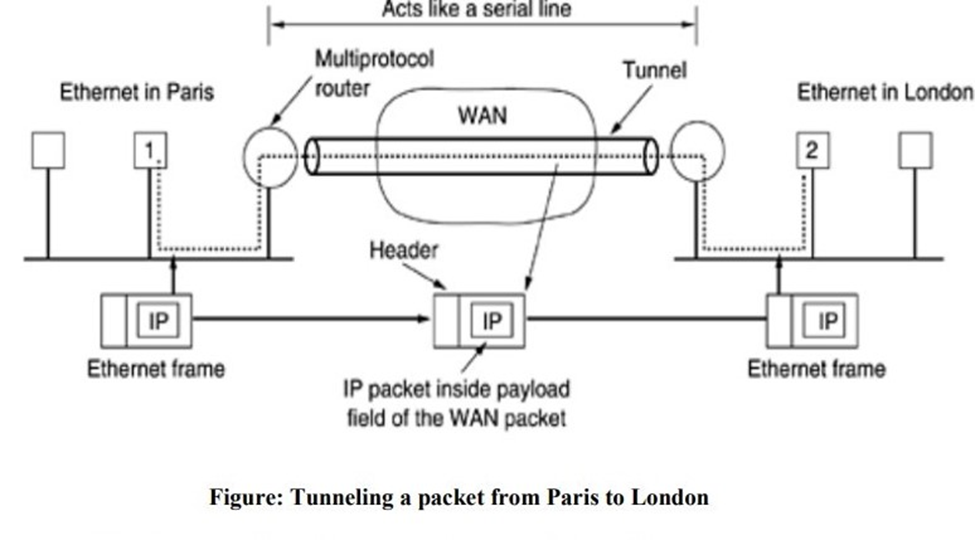 Acts like a serial line
Multiprotocol
router
Tunnel
Ethernet in Paris
Ethernet in London
WAN
1
2
Header
IP
IP
IP
Ethernet frame
Ethernet frame
IP packet inside payload
field of the WAN packet
Figure: Tunneling a packet from Paris to London